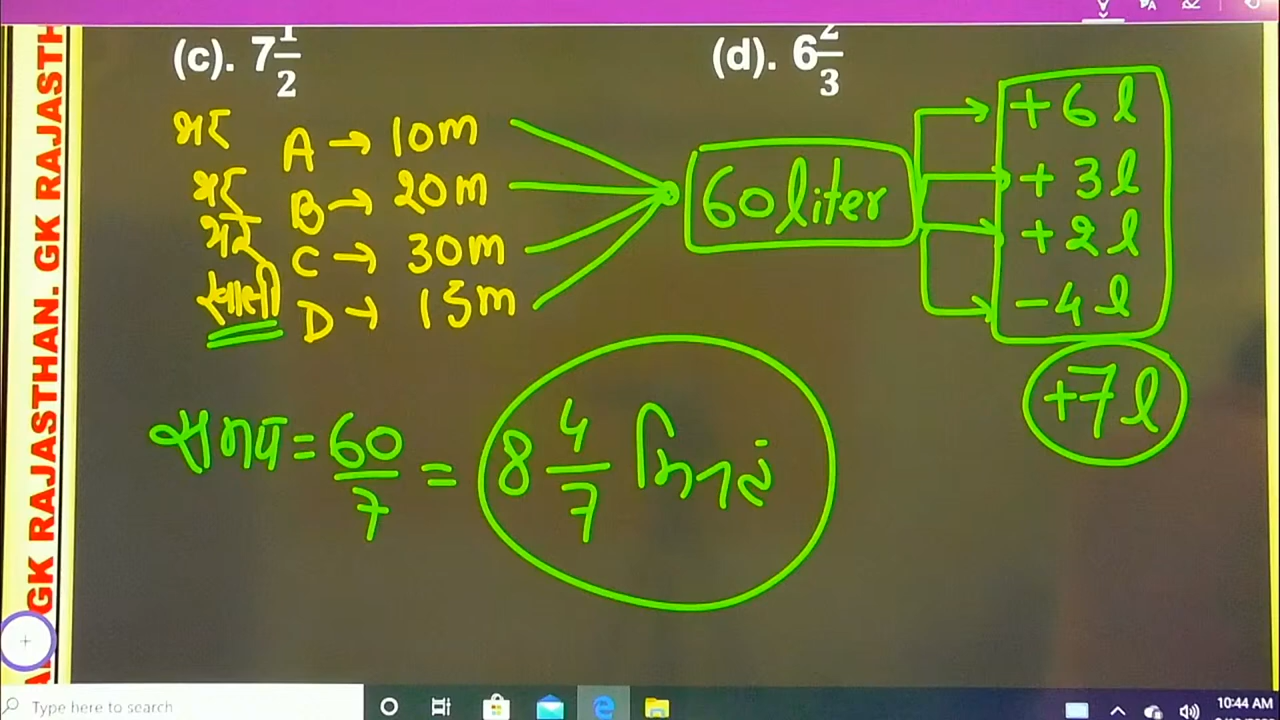 (c). 7 1/2
(d). 6 2/3
भर A → 10m
भर B → 20m
भर C → 30m
खाली D → 15m
60 liter
+ 6 l
+ 3 l
+ 2 l
- 4 l
+7 l
समय = 60/7 = 8 4/7 मिनट
GK RAJASTHAN. GK RAJASTH
Type here to search
10:44 AM